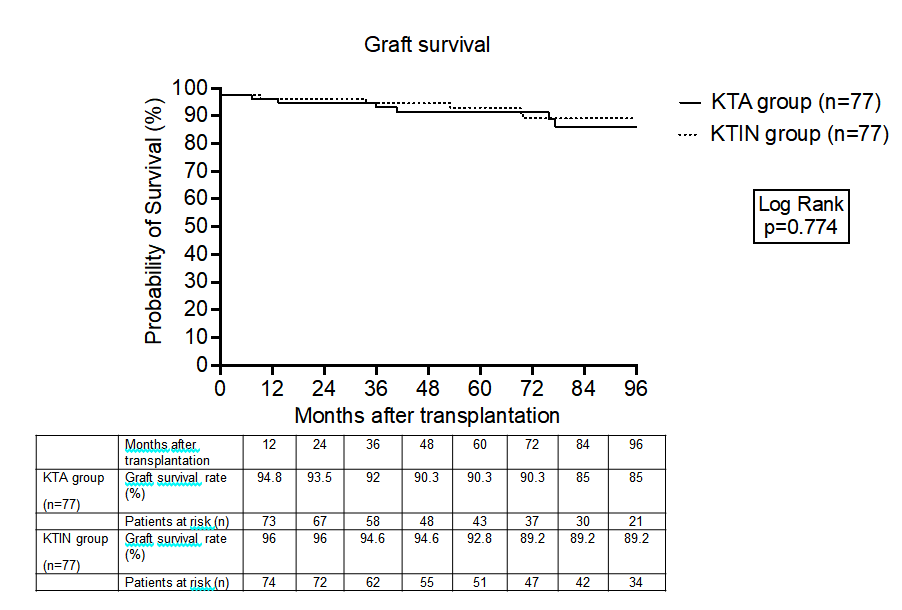 Graft survival
Probability of Survival (%)
100
90
80
70
60
50
40
30
20
10
0
0 12 24 36 48 60 72 84 96
Months after transplantation
KTA group (n=77)
KTIN group (n=77)
Log Rank
p=0.774
Months after 12 24 36 48 60 72 84 96
transplantation
KTA group Graft survival rate 94.8 93.5 92 90.3 90.3 90.3 85 85
(%)
(n=77)
Patients at risk (n) 73 67 58 48 43 37 30 21
KTIN group Graft survival rate 96 96 94.6 94.6 92.8 89.2 89.2 89.2
(%)
(n=77)
Patients at risk (n) 74 72 62 55 51 47 42 34